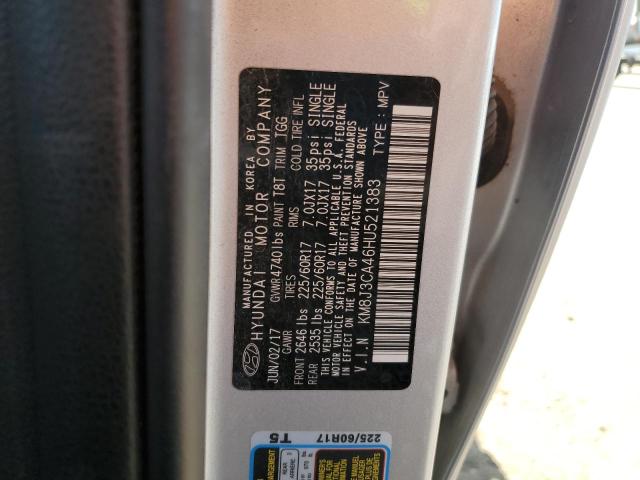 MANUFACTURED IN KOREA BY
HYUNDAI MOTOR COMPANY
JUN/02/17 GVWR 4740lbs PAINT T8T TRIM TGG
GAWR TIRES RIMS COLD TIRE INFL
FRONT 2646 lbs 225/60R17 7.0JX17 35psi SINGLE
REAR 2535 lbs 225/60R17 7.0JX17 35psi SINGLE
THIS VEHICLE CONFORMS TO ALL APPLICABLE U.S.A. FEDERAL
MOTOR VEHICLE SAFETY AND THEFT PREVENTION STANDARDS
IN EFFECT ON THE DATE OF MANUFACTURE SHOWN ABOVE
V.I.N KM8J3CA46HU521383 TYPE : MPV
225/60R17
T5
REAR